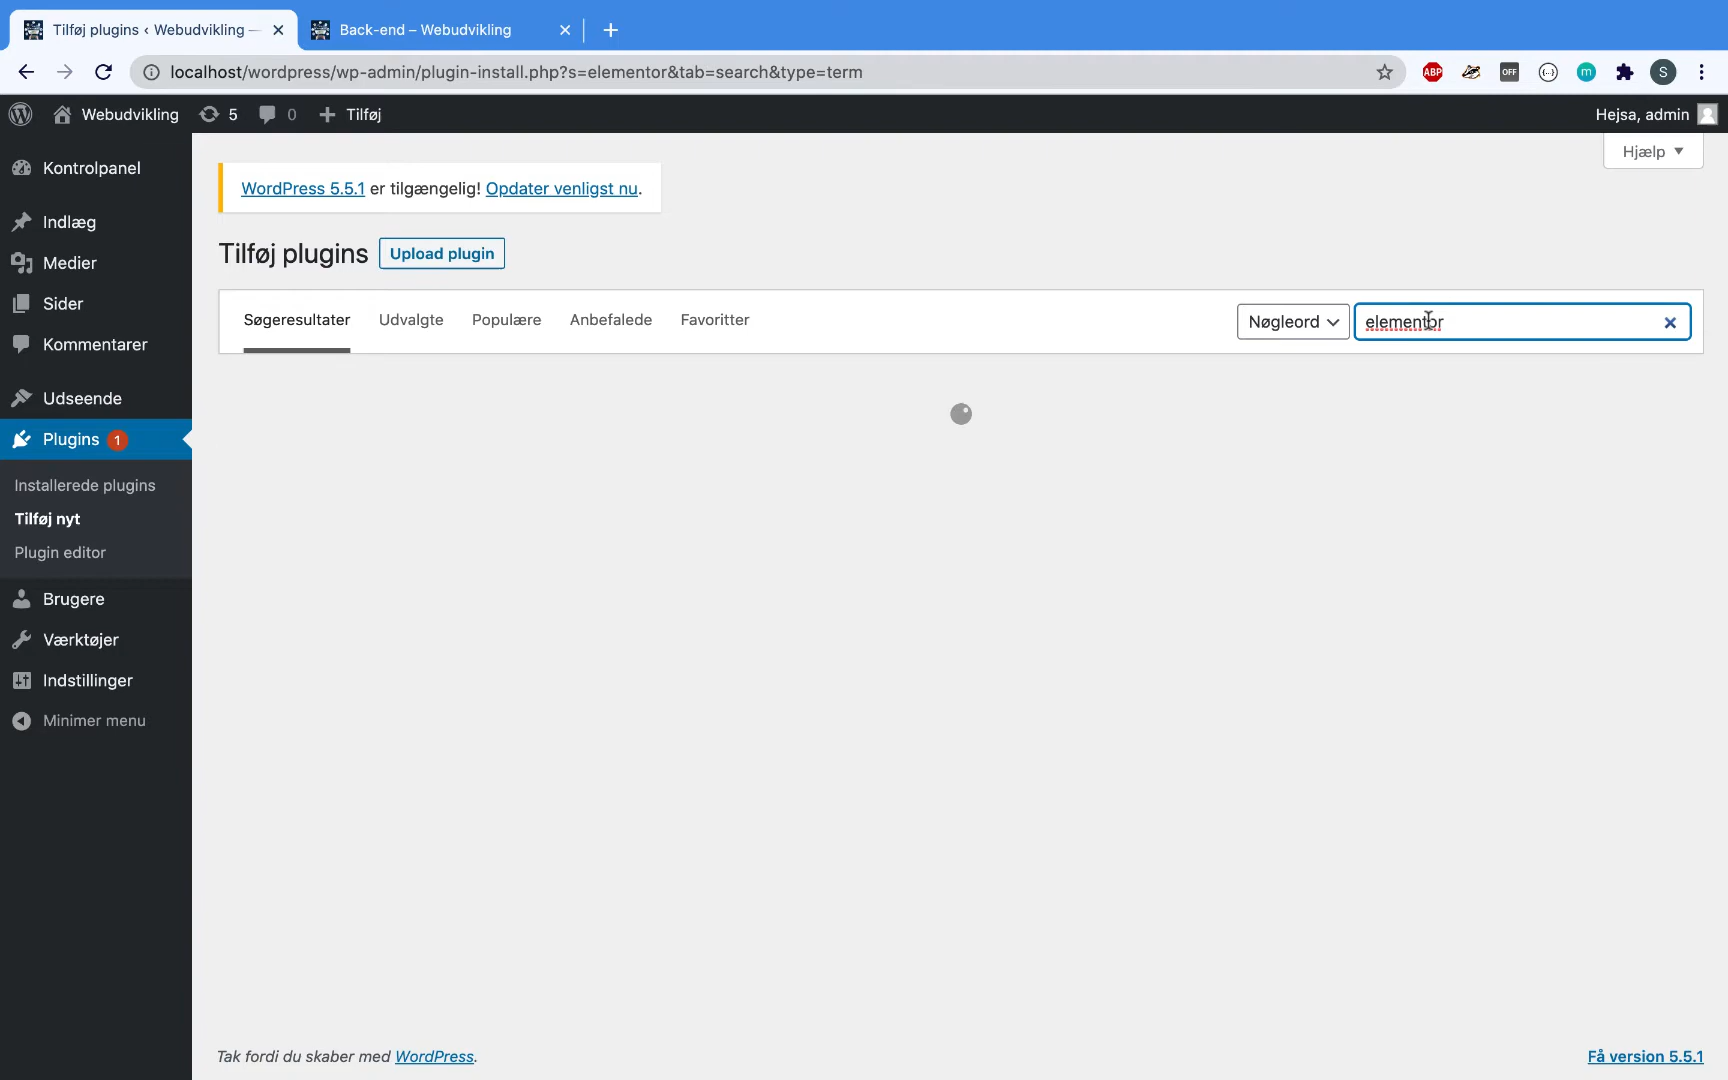 Tilføj plugins ‹ Webudvikling —
Back-end – Webudvikling
localhost/wordpress/wp-admin/plugin-install.php?s=elementor&tab=search&type=term
ABP
OFF
m
S
Webudvikling
5
0
Tilføj
Hejsa, admin
Hjælp
Kontrolpanel
Indlæg
Medier
Sider
Kommentarer
Udseende
Plugins 1
Installerede plugins
Tilføj nyt
Plugin editor
Brugere
Værktøjer
Indstillinger
Minimer menu
WordPress 5.5.1 er tilgængelig! Opdater venligst nu.
Tilføj plugins
Upload plugin
Søgeresultater
Udvalgte
Populære
Anbefalede
Favoritter
Nøgleord
elementor
Tak fordi du skaber med WordPress.
Få version 5.5.1